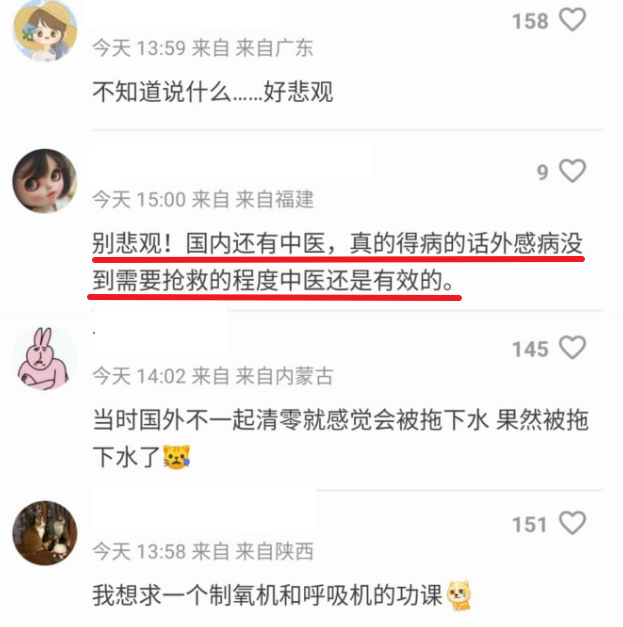 158
今天 13:59 来自 来自广东
不知道说什么......好悲观
9
今天 15:00 来自 来自福建
别悲观！国内还有中医，真的得病的话外感病没
到需要抢救的程度中医还是有效的。
145
今天 14:02 来自 来自内蒙古
当时国外不一起清零就感觉会被拖下水 果然被拖
下水了
151
今天 13:58 来自 来自陕西
我想求一个制氧机和呼吸机的功课